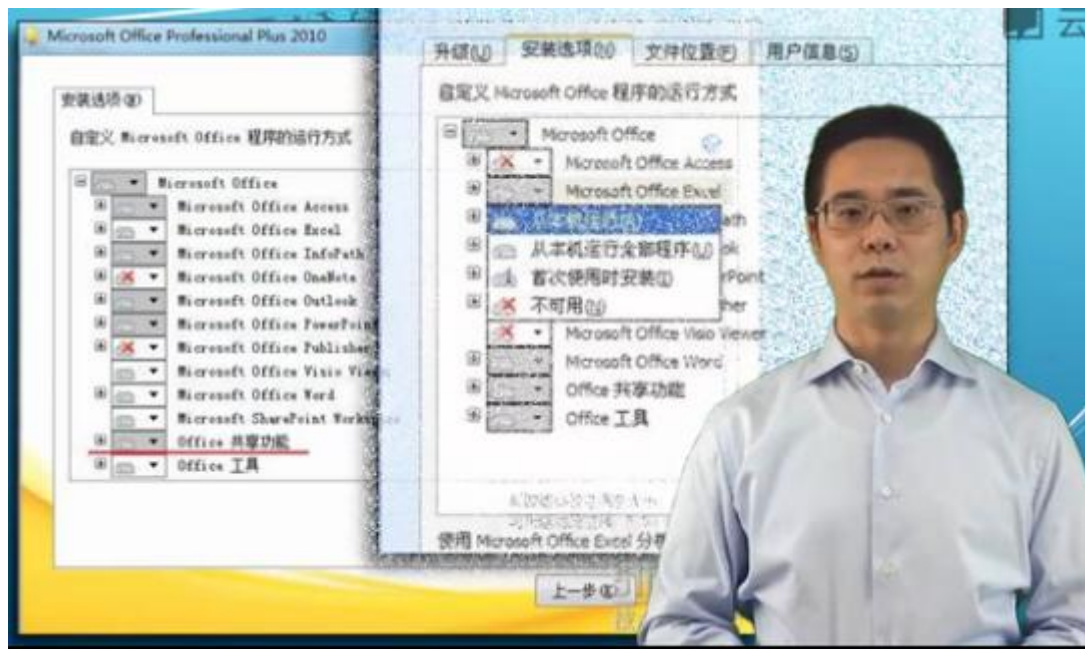 Microsoft Office Professional Plus 2010
安装选项(N)
自定义 Microsoft Office 程序的运行方式
Microsoft Office
Microsoft Office Access
Microsoft Office Excel
Microsoft Office InfoPath
Microsoft Office OneNote
Microsoft Office Outlook
Microsoft Office PowerPoint
Microsoft Office Publisher
Microsoft Office Visio
Microsoft Office Word
Microsoft SharePoint
Office 共享功能
Office 工具
升级(U)
安装选项(N)
文件位置(F)
用户信息(S)
自定义 Microsoft Office 程序的运行方式
Microsoft Office
Microsoft Office Access
Microsoft Office Excel
从本机运行全部程序(U)
首次使用时安装(I)
不可用(N)
Microsoft Office Visio Viewer
Microsoft Office Word
Office 共享功能
Office 工具
使用 Microsoft Office Excel
上一步
云